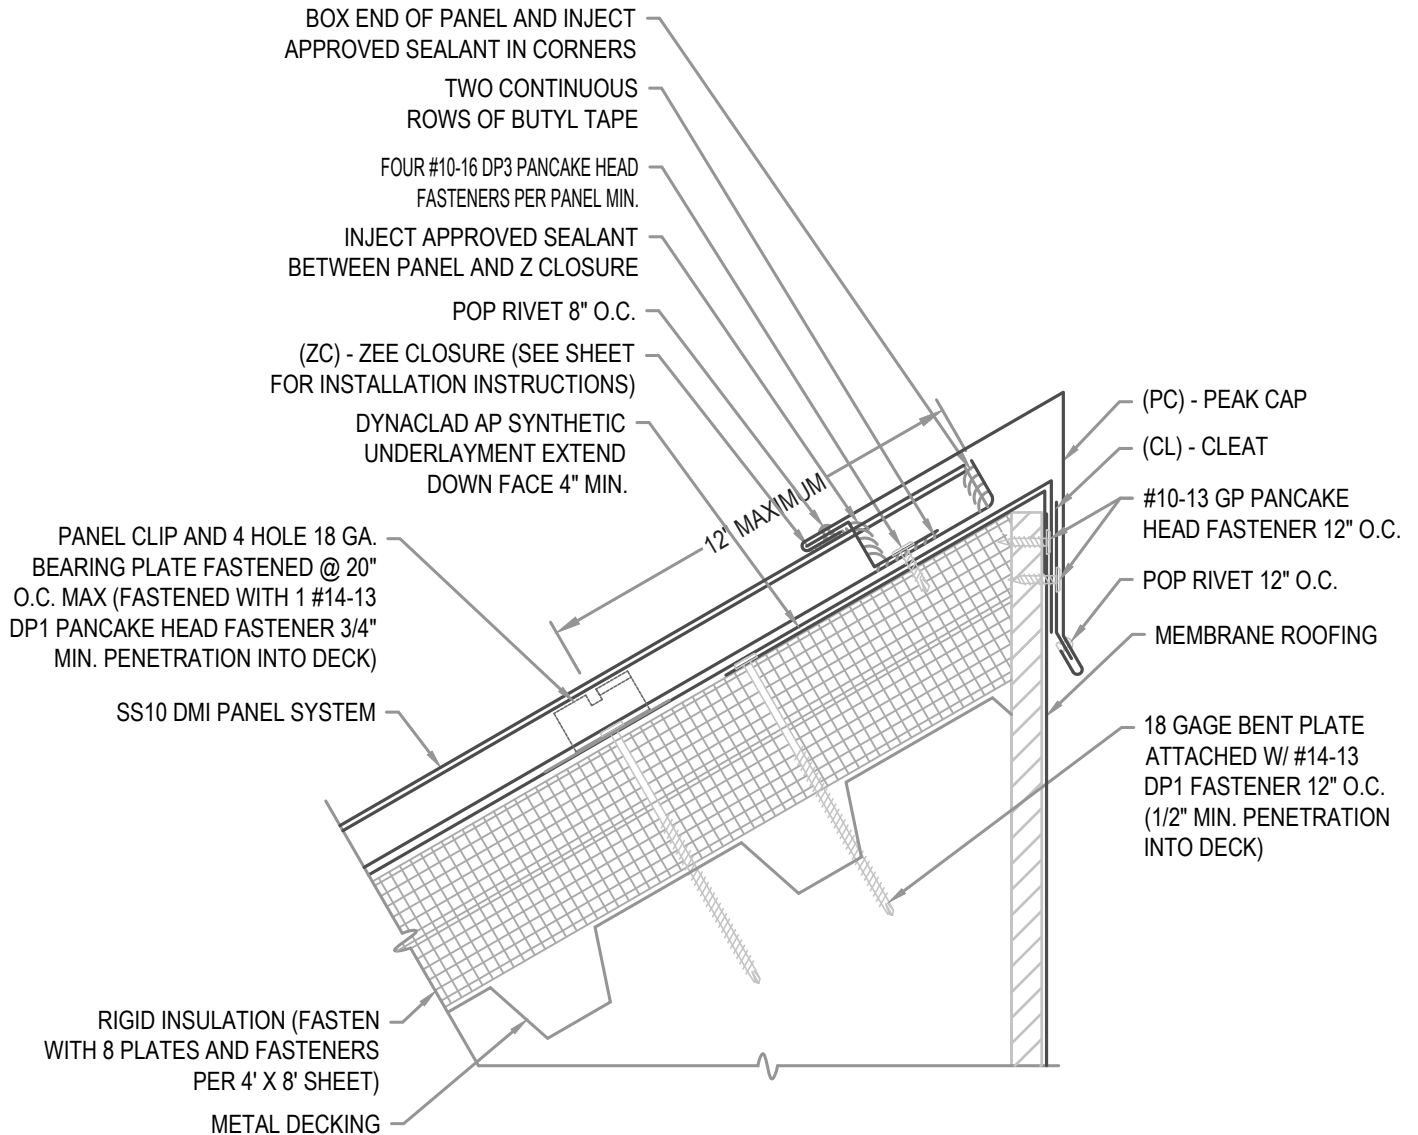 BOX END OF PANEL AND INJECT
APPROVED SEALANT IN CORNERS
TWO CONTINUOUS
ROWS OF BUTYL TAPE
FOUR #10-16 DP3 PANCAKE HEAD
FASTENERS PER PANEL MIN.
INJECT APPROVED SEALANT
BETWEEN PANEL AND Z CLOSURE
POP RIVET 8" O.C.
(ZC) - ZEE CLOSURE (SEE SHEET
FOR INSTALLATION INSTRUCTIONS)
DYNACLAD AP SYNTHETIC
UNDERLAYMENT EXTEND
DOWN FACE 4" MIN.
PANEL CLIP AND 4 HOLE 18 GA.
BEARING PLATE FASTENED @ 20"
O.C. MAX (FASTENED WITH 1 #14-13
DP1 PANCAKE HEAD FASTENER 3/4"
MIN. PENETRATION INTO DECK)
SS10 DMI PANEL SYSTEM
RIGID INSULATION (FASTEN
WITH 8 PLATES AND FASTENERS
PER 4' X 8' SHEET)
METAL DECKING
12" MAXIMUM
(PC) - PEAK CAP
(CL) - CLEAT
#10-13 GP PANCAKE
HEAD FASTENER 12" O.C.
POP RIVET 12" O.C.
MEMBRANE ROOFING
18 GAGE BENT PLATE
ATTACHED W/ #14-13
DP1 FASTENER 12" O.C.
(1/2" MIN. PENETRATION
INTO DECK)